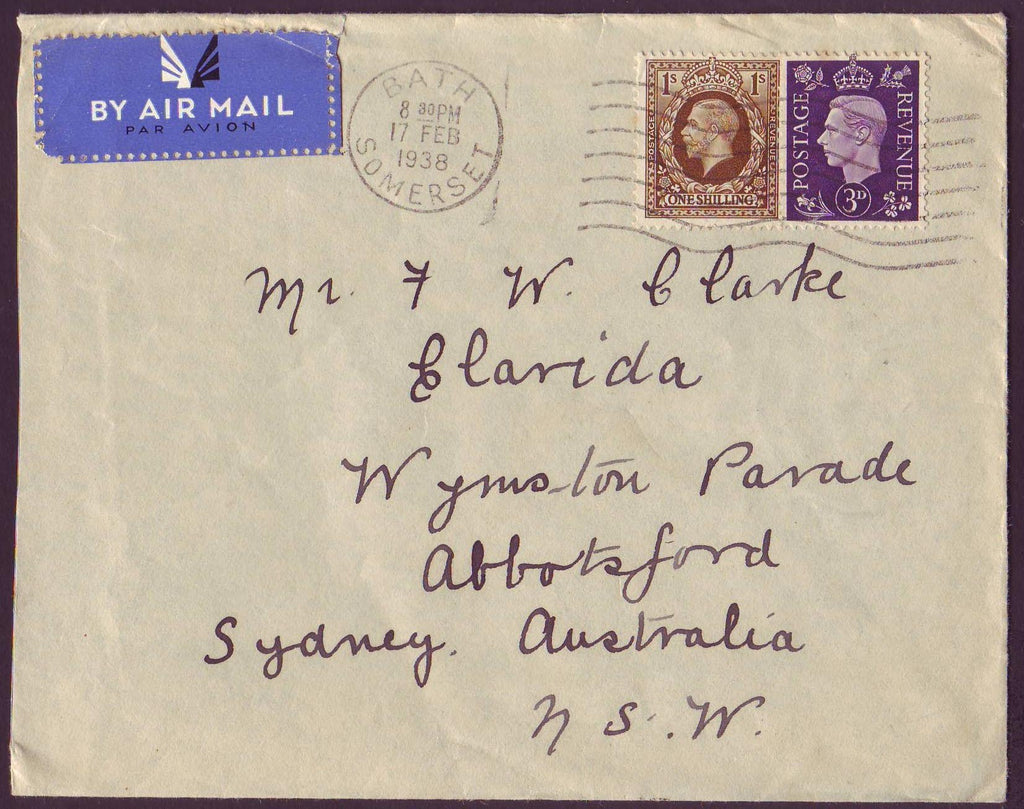 BY AIR MAIL
PAR AVION
BATH
8 30 PM
17 FEB
1938
SOMERSET
1S 1S
POSTAGE REVENUE
ONE SHILLING
POSTAGE REVENUE
3D
Mr. F W. Clarke
Clarida
Wymston Parade
Abbotsford
Sydney. Australia
N S.W.